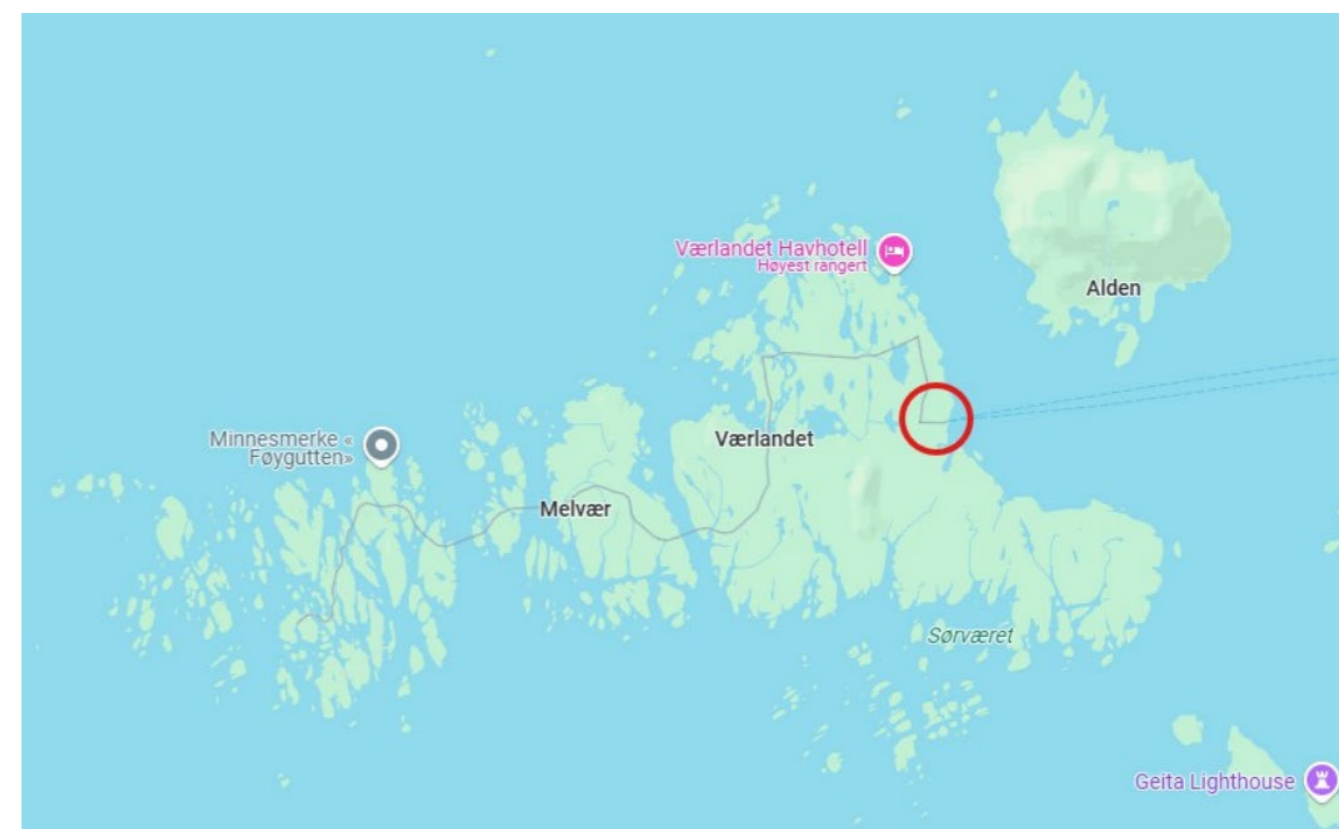 Værlandet Havhotell
Høyest rangert
Alden
Minnesmerke «
Føygutten»
Værlandet
Melvær
Sørværet
Geita Lighthouse